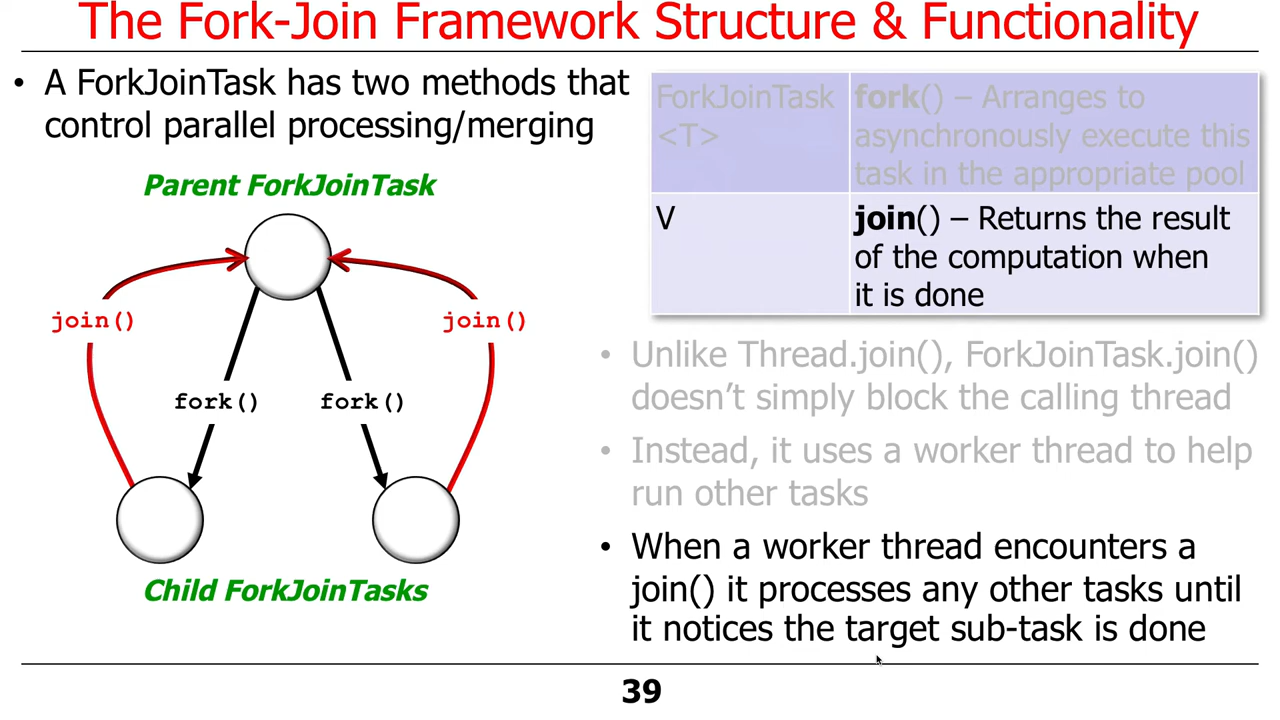 The Fork-Join Framework Structure & Functionality
• A ForkJoinTask has two methods that
control parallel processing/merging
Parent ForkJoinTask
join()
join()
fork()
fork()
Child ForkJoinTasks
ForkJoinTask
<T>
fork() – Arranges to
asynchronously execute this
task in the appropriate pool
V
join() – Returns the result
of the computation when
it is done
• Unlike Thread.join(), ForkJoinTask.join()
doesn’t simply block the calling thread
• Instead, it uses a worker thread to help
run other tasks
• When a worker thread encounters a
join() it processes any other tasks until
it notices the target sub-task is done
39